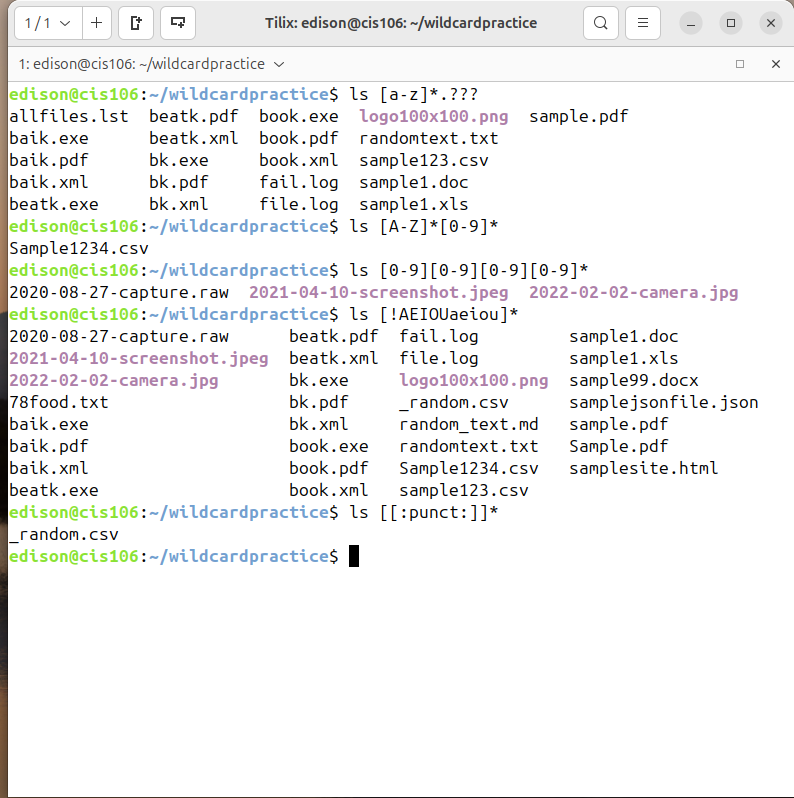 1 / 1 Tilix: edison@cis106: ~/wildcardpractice
1: edison@cis106: ~/wildcardpractice
edison@cis106:~/wildcardpractice$ ls [a-z]*.???
allfiles.lst beatk.pdf book.exe logo100x100.png sample.pdf
baik.exe beatk.xml book.pdf randomtext.txt
baik.pdf bk.exe book.xml sample123.csv
baik.xml bk.pdf fail.log sample1.doc
beatk.exe bk.xml file.log sample1.xls
edison@cis106:~/wildcardpractice$ ls [A-Z]*[0-9]*
Sample1234.csv
edison@cis106:~/wildcardpractice$ ls [0-9][0-9][0-9][0-9]*
2020-08-27-capture.raw 2021-04-10-screenshot.jpeg 2022-02-02-camera.jpg
edison@cis106:~/wildcardpractice$ ls [!AEIOUaeiou]*
2020-08-27-capture.raw beatk.pdf fail.log sample1.doc
2021-04-10-screenshot.jpeg beatk.xml file.log sample1.xls
2022-02-02-camera.jpg bk.exe logo100x100.png sample99.docx
78food.txt bk.pdf _random.csv samplejsonfile.json
baik.exe bk.xml random_text.md sample.pdf
baik.pdf book.exe randomtext.txt Sample.pdf
baik.xml book.pdf Sample1234.csv samplesite.html
beatk.exe book.xml sample123.csv
edison@cis106:~/wildcardpractice$ ls [[:punct:]]*
_random.csv
edison@cis106:~/wildcardpractice$